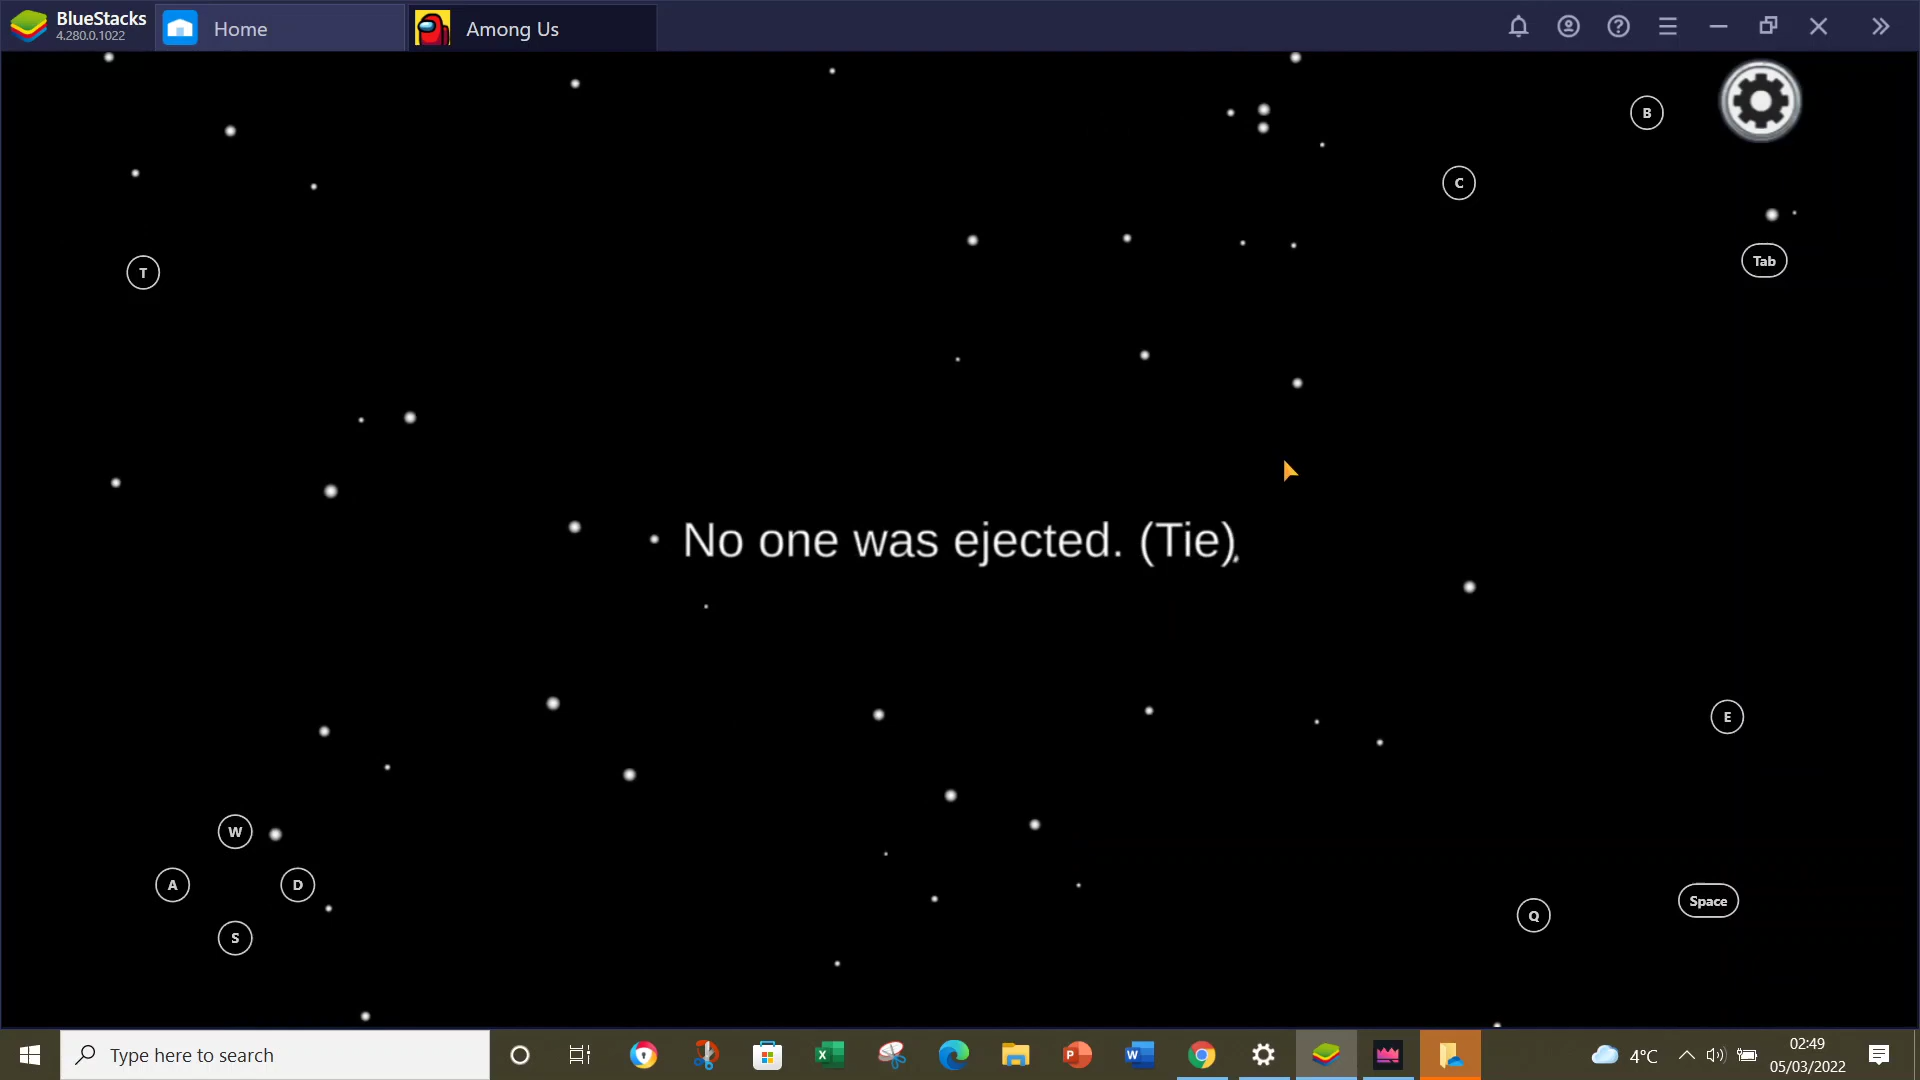 BlueStacks
4.280.0.1022
Home
Among Us
B
C
T
Tab
No one was ejected. (Tie)
E
W
A
D
S
Q
Space
Type here to search
4°C
02:49
05/03/2022